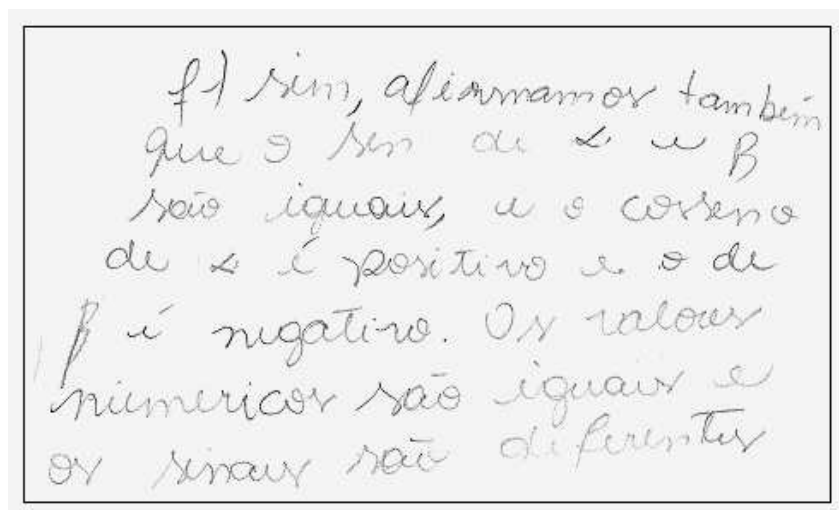 f) sim, afirmamos também
que o sen de α e β
são iguais, e o cosseno
de α é positivo e o de
β é negativo. Os valores
númericos são iguais e
os sinais são diferentes